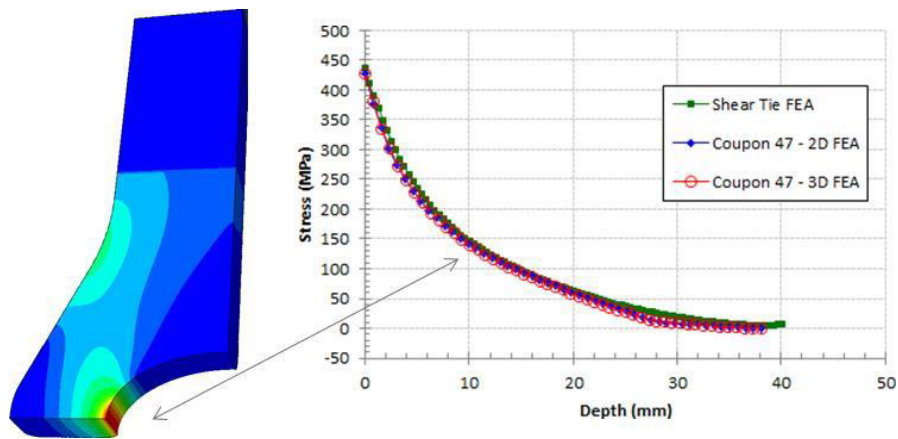 Stress (MPa)
500
450
400
350
300
250
200
150
100
50
0
-50
Shear Tie FEA
Coupon 47 - 2D FEA
Coupon 47 - 3D FEA
0 10 20 30 40 50
Depth (mm)